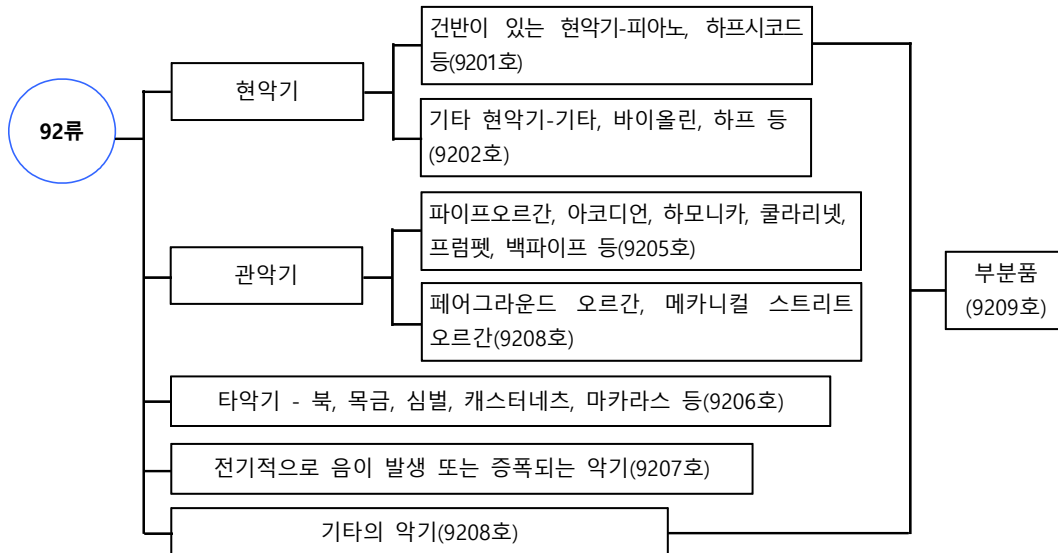 92류
현악기
건반이 있는 현악기-피아노, 하프시코드
등(9201호)
기타 현악기-기타, 바이올린, 하프 등
(9202호)
관악기
파이프오르간, 아코디언, 하모니카, 쿨라리넷,
프럼펫, 백파이프 등(9205호)
페어그라운드 오르간, 메카니컬 스트리트
오르간(9208호)
타악기 - 북, 목금, 심벌, 캐스터네츠, 마카라스 등(9206호)
전기적으로 음이 발생 또는 증폭되는 악기(9207호)
기타의 악기(9208호)
부분품
(9209호)